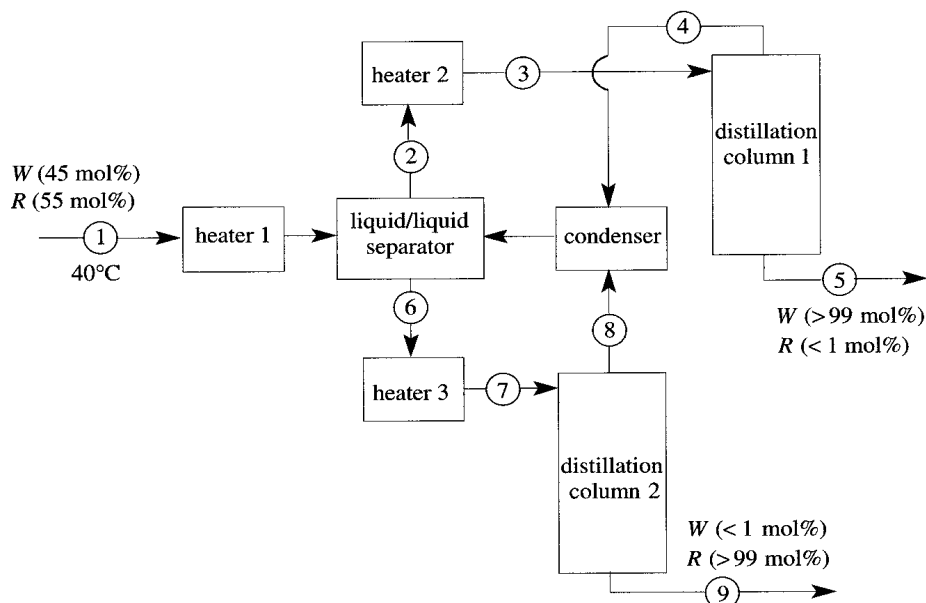 4
heater 2
3
distillation
column 1
2
W (45 mol%)
R (55 mol%)
1
40°C
heater 1
liquid/liquid
separator
condenser
5
W (>99 mol%)
R (<1 mol%)
6
8
heater 3
7
distillation
column 2
W (<1 mol%)
R (>99 mol%)
9